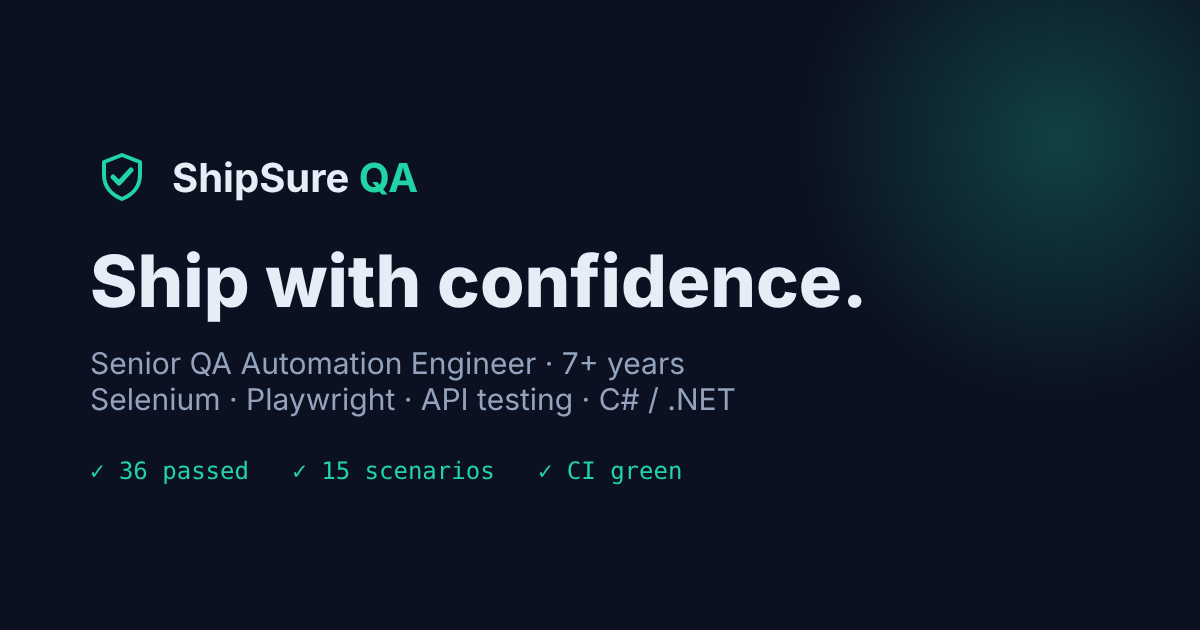 ShipSure QA
Ship with confidence.
Senior QA Automation Engineer · 7+ years
Selenium · Playwright · API testing · C# / .NET
✓ 36 passed ✓ 15 scenarios ✓ CI green